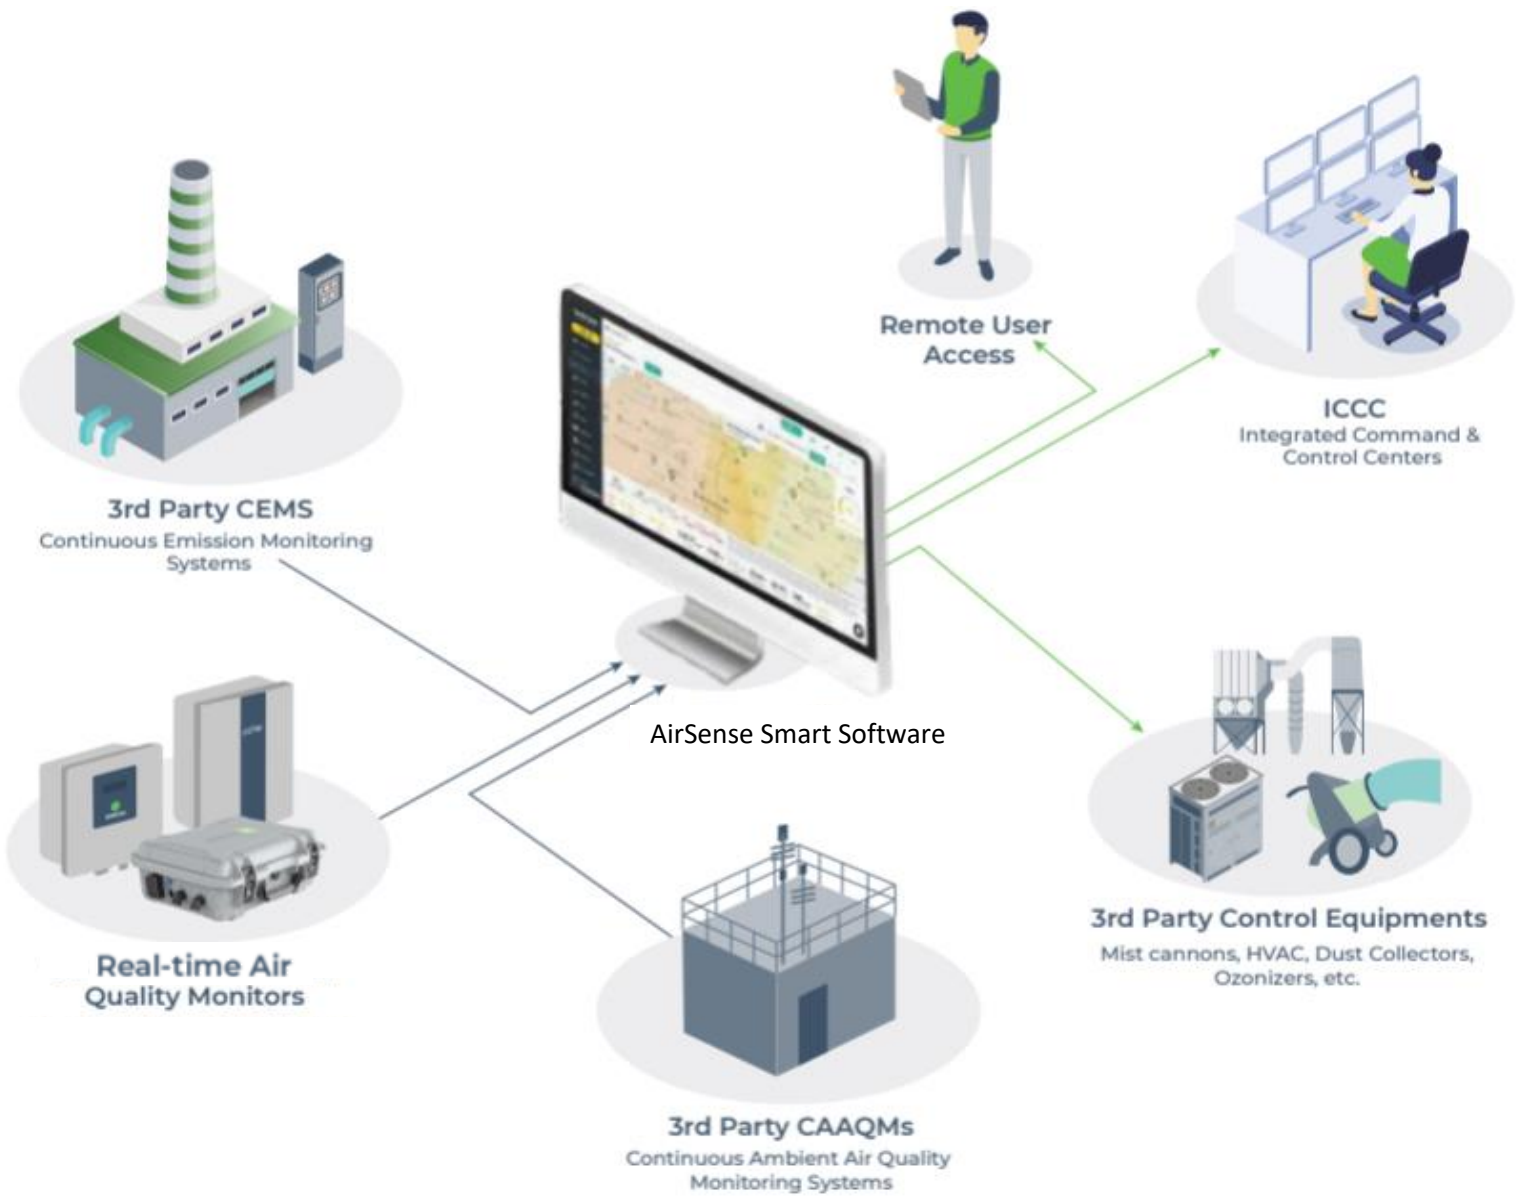 Remote User
Access
ICCC
Integrated Command &
Control Centers
3rd Party CEMS
Continuous Emission Monitoring
Systems
AirSense Smart Software
Real-time Air
Quality Monitors
3rd Party Control Equipments
Mist cannons, HVAC, Dust Collectors,
Ozonizers, etc.
3rd Party CAAQMs
Continuous Ambient Air Quality
Monitoring Systems